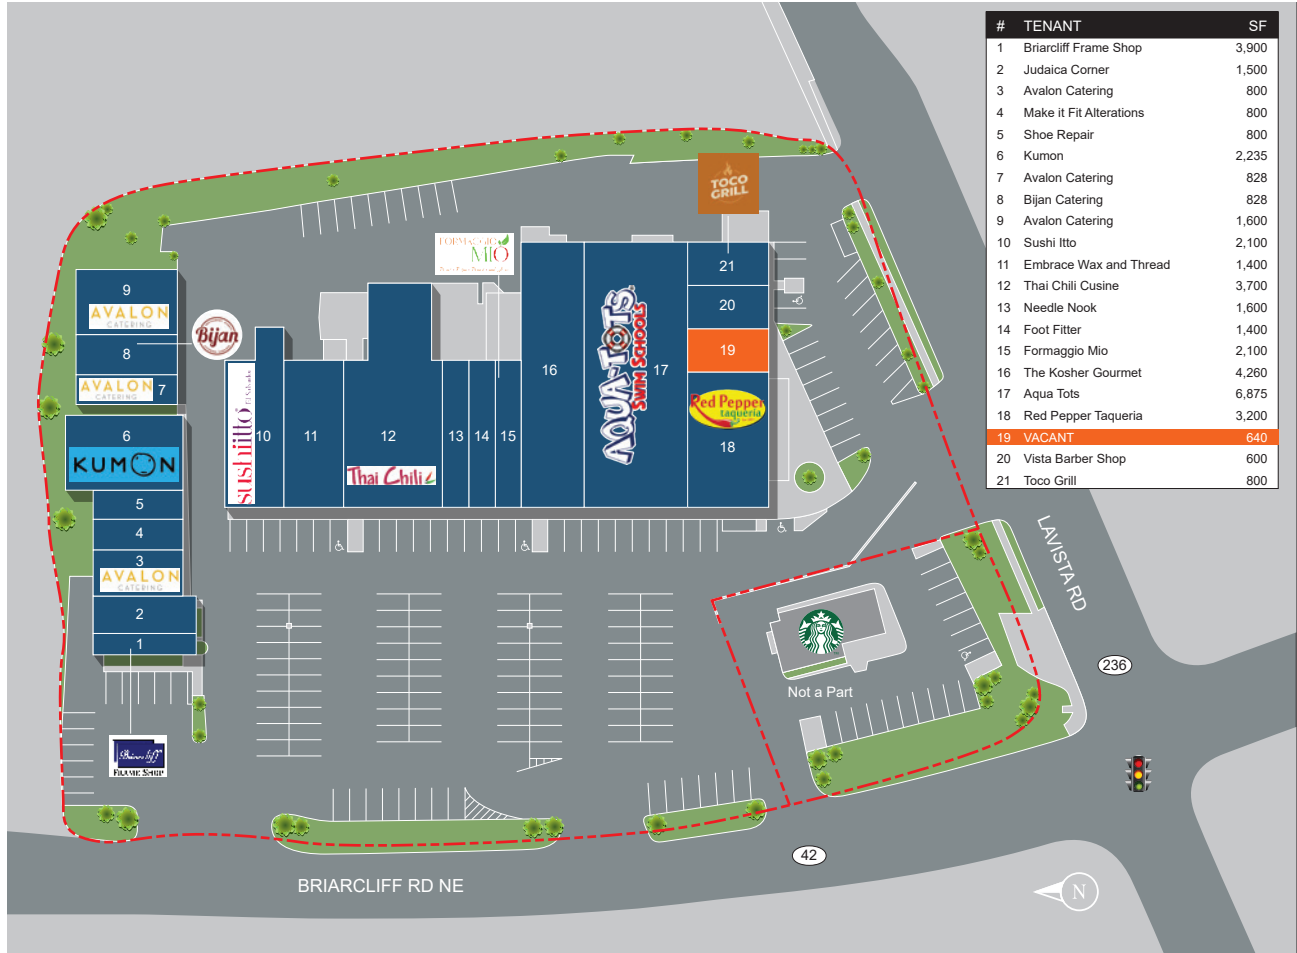 # TENANT SF
1 Briarcliff Frame Shop 3,900
2 Judaica Corner 1,500
3 Avalon Catering 800
4 Make it Fit Alterations 800
5 Shoe Repair 800
6 Kumon 2,235
7 Avalon Catering 828
8 Bijan Catering 828
9 Avalon Catering 1,600
10 Sushi Itto 2,100
11 Embrace Wax and Thread 1,400
12 Thai Chili Cusine 3,700
13 Needle Nook 1,600
14 Foot Fitter 1,400
15 Formaggio Mio 2,100
16 The Kosher Gourmet 4,260
17 Aqua Tots 6,875
18 Red Pepper Taqueria 3,200
19 VACANT 640
20 Vista Barber Shop 600
21 Toco Grill 800
TOCO
GRILL
FORMAGGIO
MIO
21
20
19
Red Pepper
taqueria
18
17
AQUA-TOTS
SWIM SCHOOLS
16
15
14
13
12
Thai Chili
11
10
sushiitto
9
AVALON
CATERING
Bijan
8
AVALON
CATERING
7
6
KUMON
5
4
3
AVALON
CATERING
2
1
Briarcliff
FRAME SHOP
Not a Part
LAVISTA RD
236
42
BRIARCLIFF RD NE
N